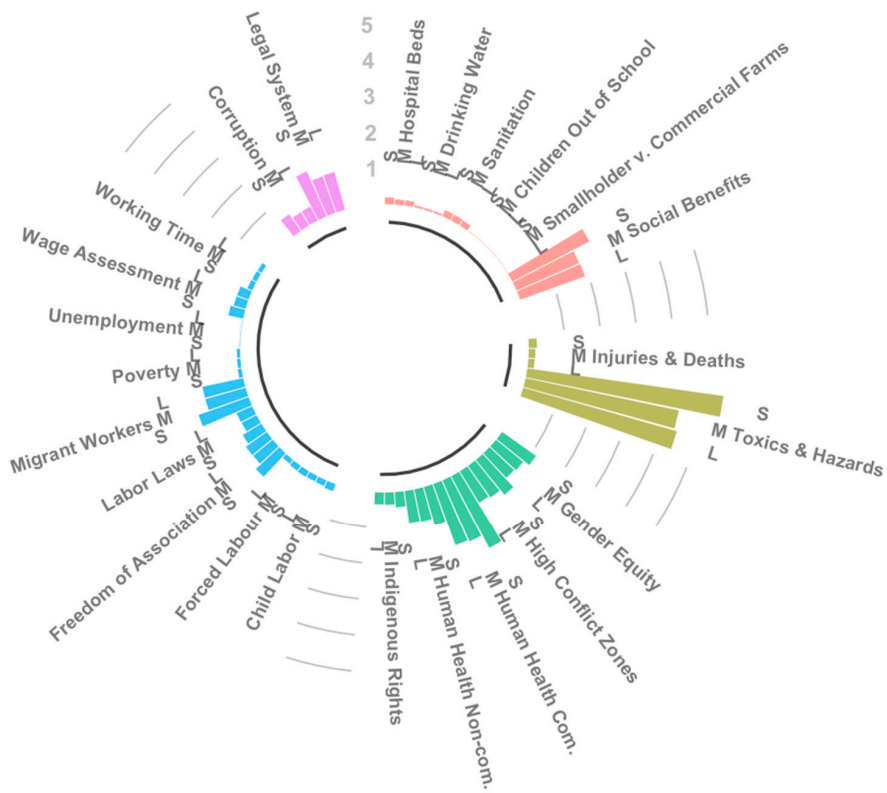 5
4
3
2
1
S
M Hospital Beds
L
S
M Drinking Water
L
S
M Sanitation
L
S
M Children Out of School
L
S
M Smallholder v. Commercial Farms
L
S
M Social Benefits
L
S
M Injuries & Deaths
L
S
M Toxics & Hazards
L
S
M Gender Equity
L
S
M High Conflict Zones
L
S
M Human Health Com.
L
S
M Human Health Non-com.
L
S
M Indigenous Rights
L
S
Child Labor M
L
S
Forced Labour M
L
S
Freedom of Association M
L
S
Labor Laws M
L
S
Migrant Workers M
L
S
Poverty M
L
S
Unemployment M
L
S
Wage Assessment M
L
S
Working Time M
L
S
Corruption M
L
S
Legal System M
L